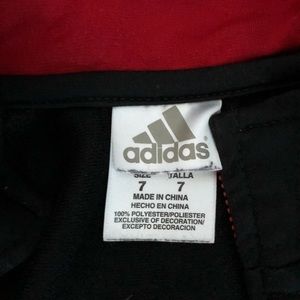 adidas
SIZE TALLA
7 7
MADE IN CHINA
HECHO EN CHINA
100% POLYESTER/POLIESTER
EXCLUSIVE OF DECORATION/
EXCEPTO DECORACION